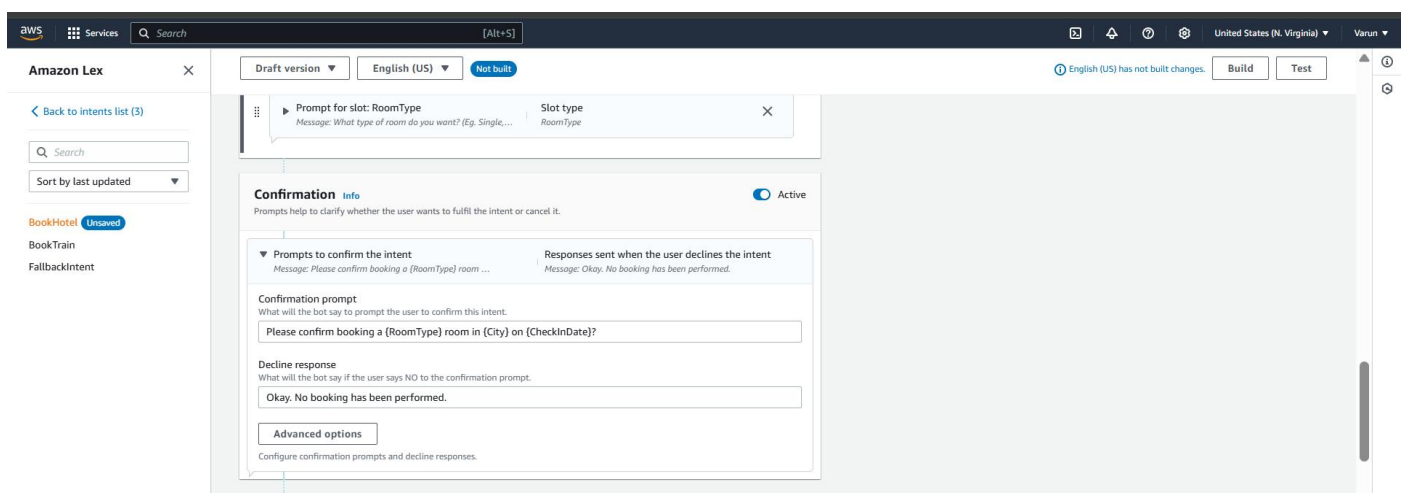 aws
Services
Search
[Alt+S]
United States (N. Virginia)
Varun
Amazon Lex
Draft version
English (US)
Not built
English (US) has not built changes.
Build
Test
Back to intents list (3)
Search
Sort by last updated
BookHotel
Unsaved
BookTrain
FallbackIntent
Prompt for slot: RoomType
Message: What type of room do you want? (Eg. Single,...
Slot type
RoomType
Confirmation Info
Active
Prompts help to clarify whether the user wants to fulfil the intent or cancel it.
Prompts to confirm the intent
Message: Please confirm booking a {RoomType} room ...
Responses sent when the user declines the intent
Message: Okay. No booking has been performed.
Confirmation prompt
What will the bot say to prompt the user to confirm this intent.
Please confirm booking a {RoomType} room in {City} on {CheckInDate}?
Decline response
What will the bot say if the user says NO to the confirmation prompt.
Okay. No booking has been performed.
Advanced options
Configure confirmation prompts and decline responses.